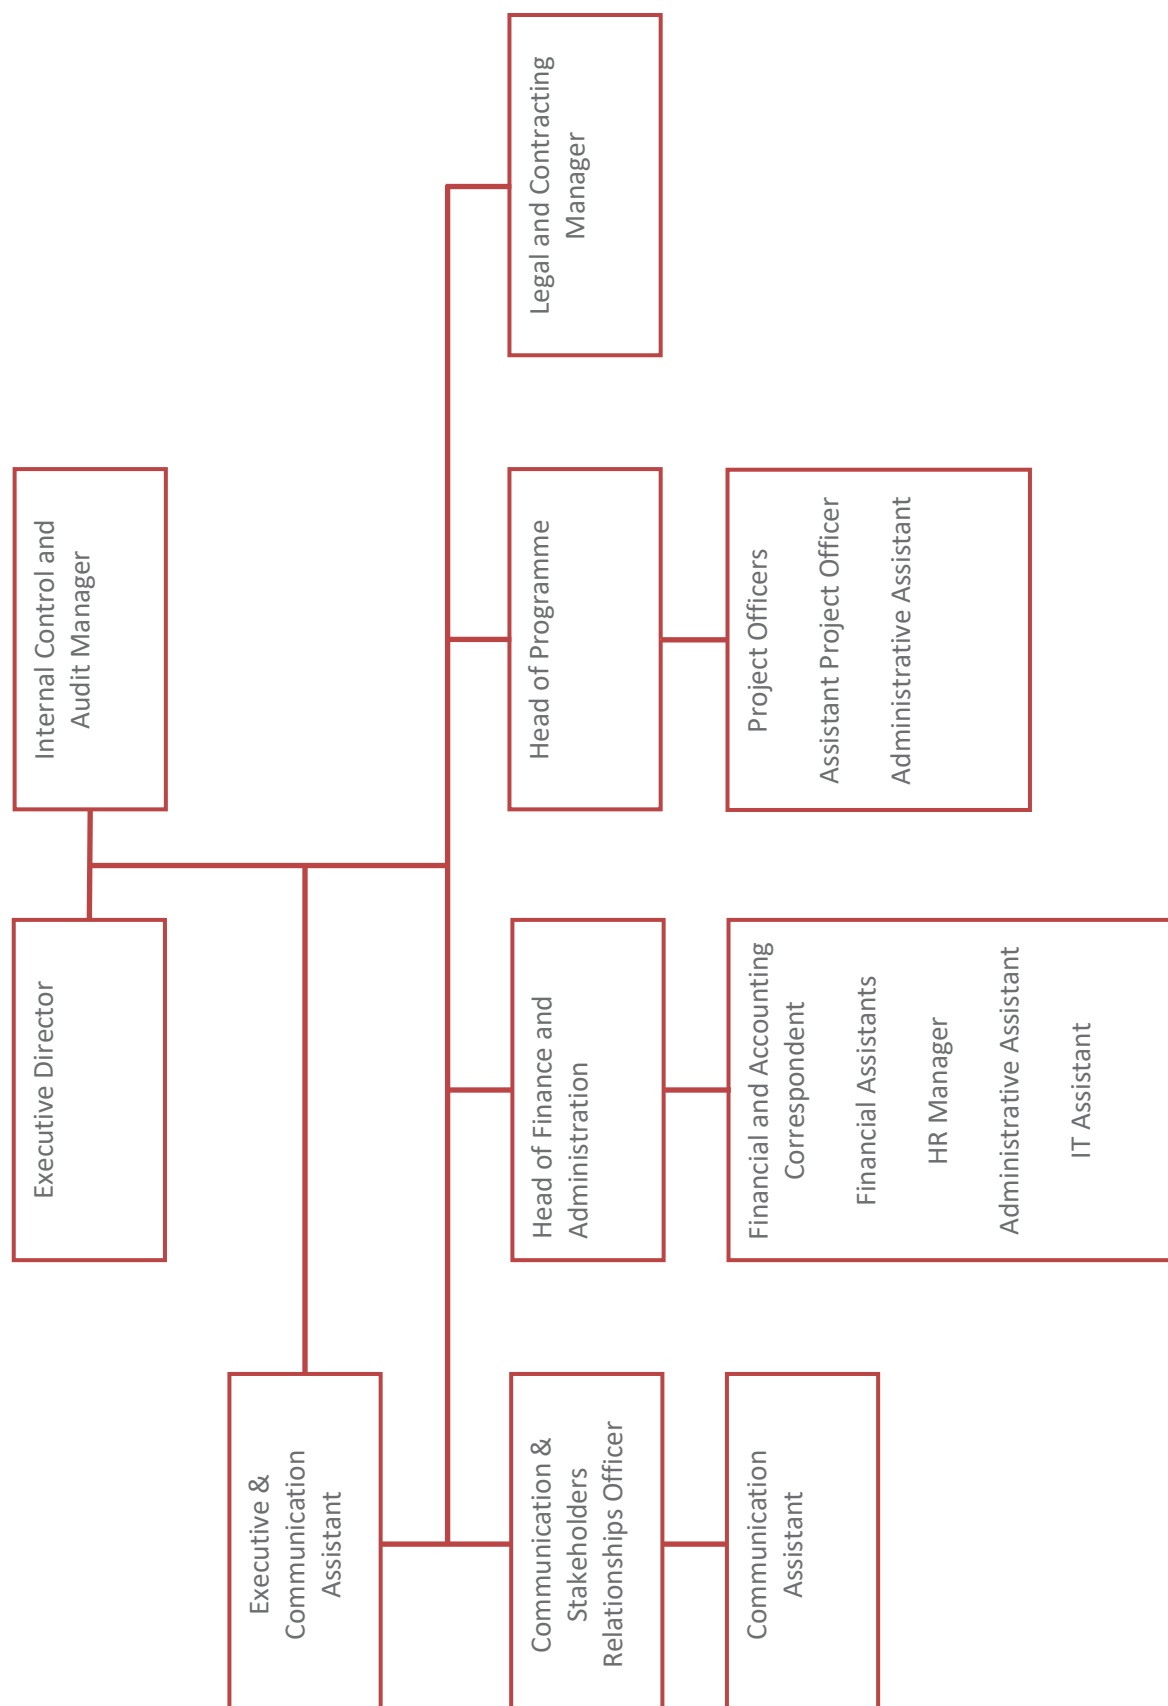 Executive Director
Internal Control and
Audit Manager
Executive &
Communication
Assistant
Communication &
Stakeholders
Relationships Officer
Head of Finance and
Administration
Head of Programme
Legal and Contracting
Manager
Communication
Assistant
Financial and Accounting
Correspondent
Financial Assistants
HR Manager
Administrative Assistant
IT Assistant
Project Officers
Assistant Project Officer
Administrative Assistant